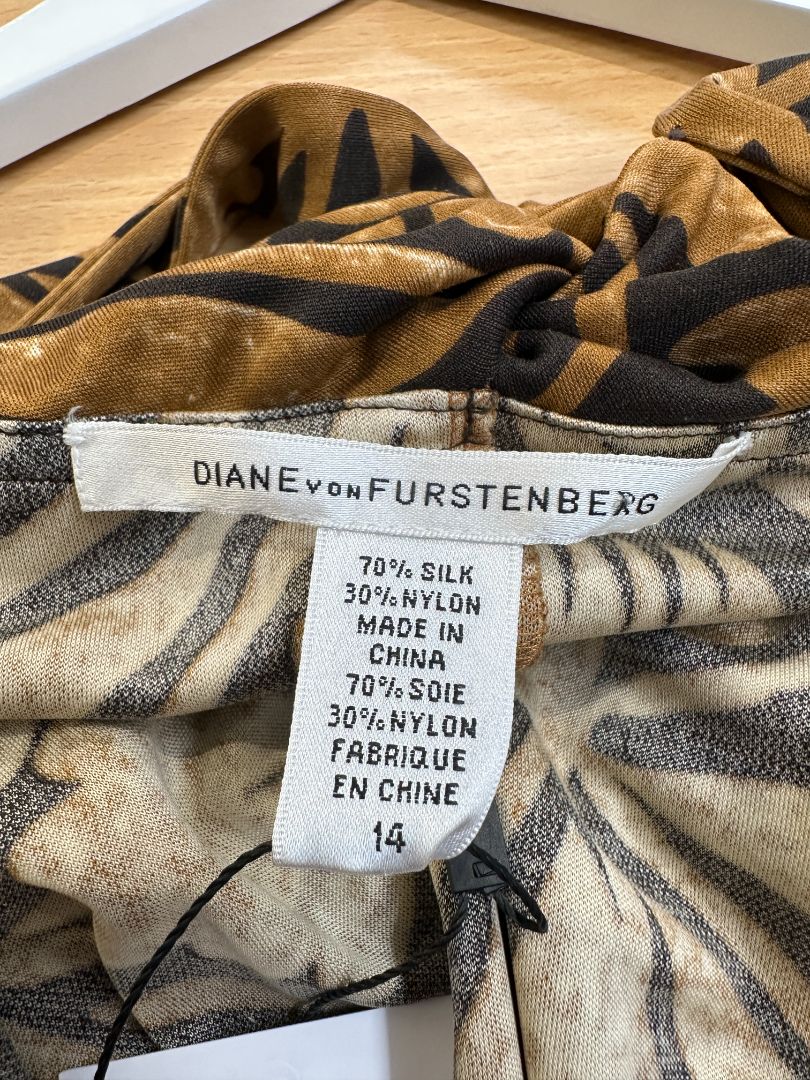 DIANE VON FURSTENBERG
70% SILK
30% NYLON
MADE IN
CHINA
70% SOIE
30% NYLON
FABRIQUE
EN CHINE
14